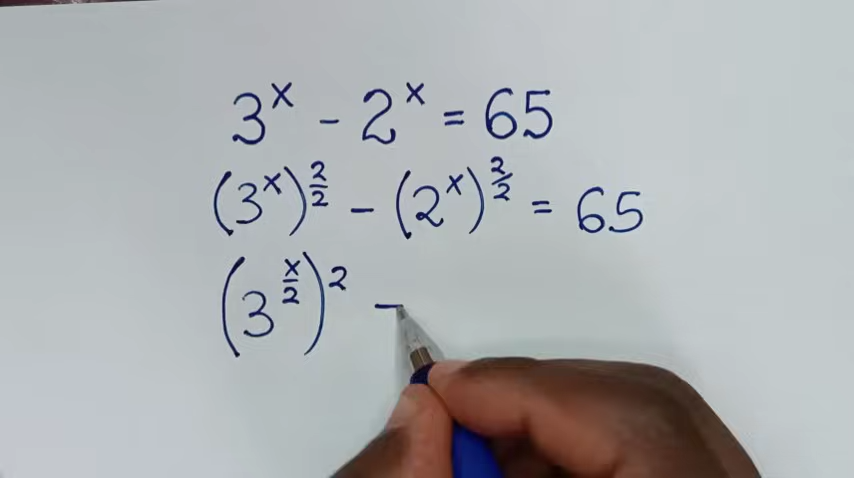 3^x - 2^x = 65
(3^x)^{2/2} - (2^x)^{2/2} = 65
(3^{x/2})^2 -